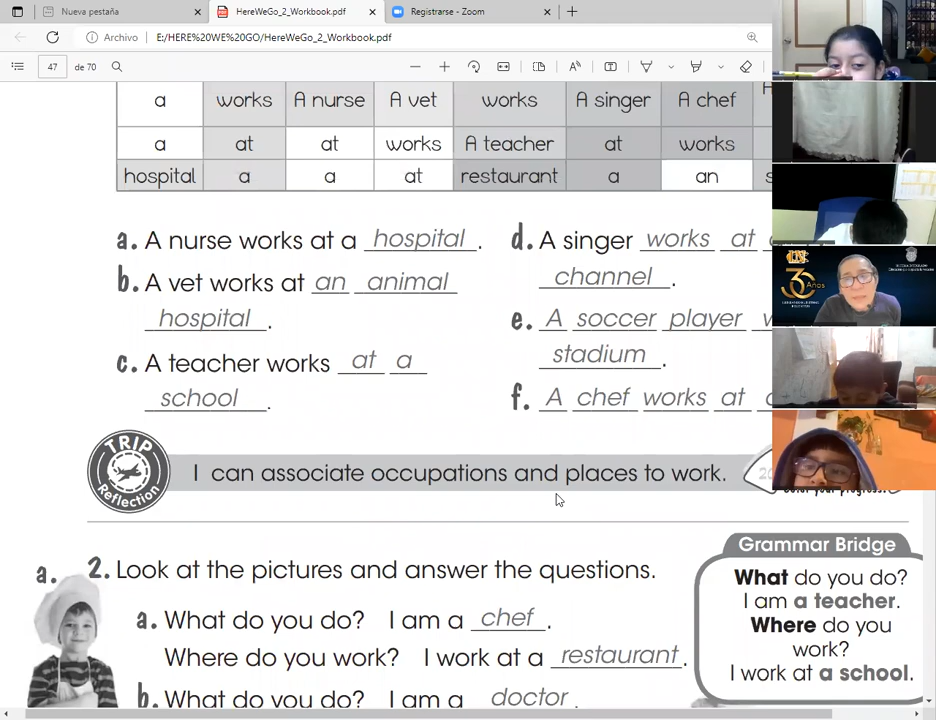 Nueva pestaña
HereWeGo_2_Workbook.pdf
Registrarse - Zoom
Archivo E:/HERE%20WE%20GO/HereWeGo_2_Workbook.pdf
47 de 70
a works A nurse A vet works A singer A chef
a at at works A teacher at works
hospital a a at restaurant a an
a. A nurse works at a hospital.
b. A vet works at an animal
hospital.
c. A teacher works at a
school.
d. A singer works at
channel.
e. A soccer player
stadium.
f. A chef works at
TRIP
Reflection
I can associate occupations and places to work.
a.
2. Look at the pictures and answer the questions.
a. What do you do? I am a chef.
Where do you work? I work at a restaurant.
b. What do you do? I am a doctor.
Grammar Bridge
What do you do?
I am a teacher.
Where do you
work?
I work at a school.
30
Años